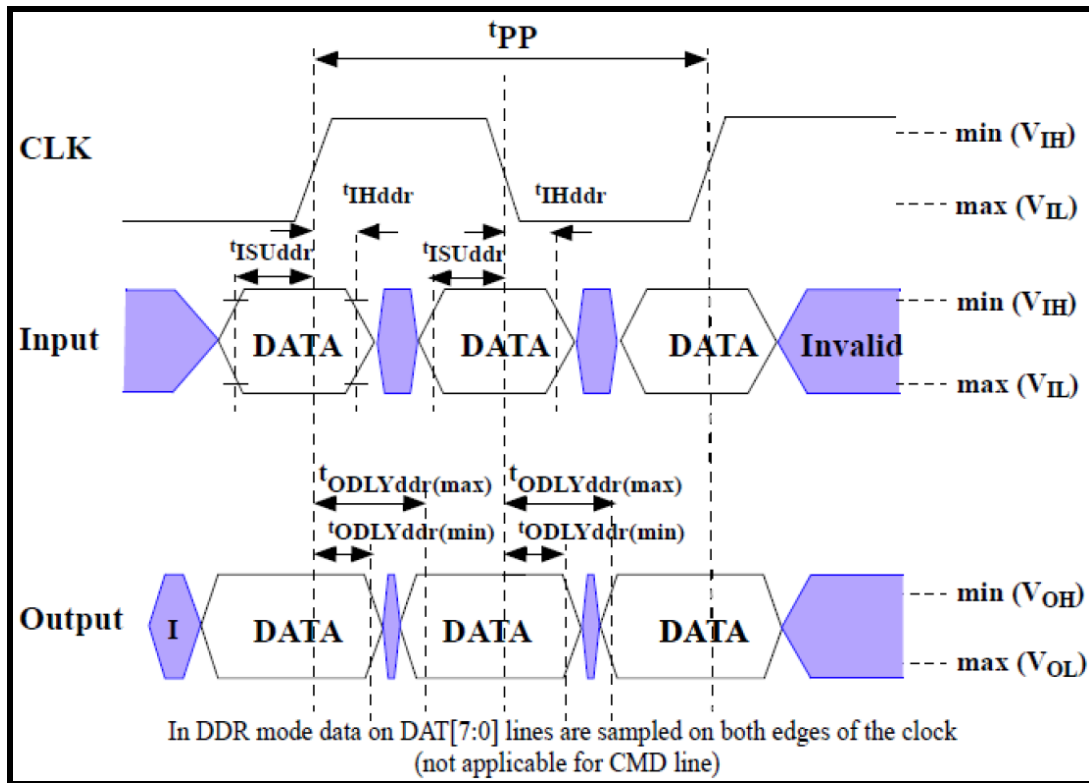 tPP
CLK
min (VIH)
max (VIL)
tIHddr
tIHddr
tISUddr
tISUddr
Input
DATA
DATA
DATA
Invalid
min (VIH)
max (VIL)
tODLYddr(max)
tODLYddr(max)
tODLYddr(min)
tODLYddr(min)
Output
I
DATA
DATA
DATA
min (VOH)
max (VOL)
In DDR mode data on DAT[7:0] lines are sampled on both edges of the clock
(not applicable for CMD line)